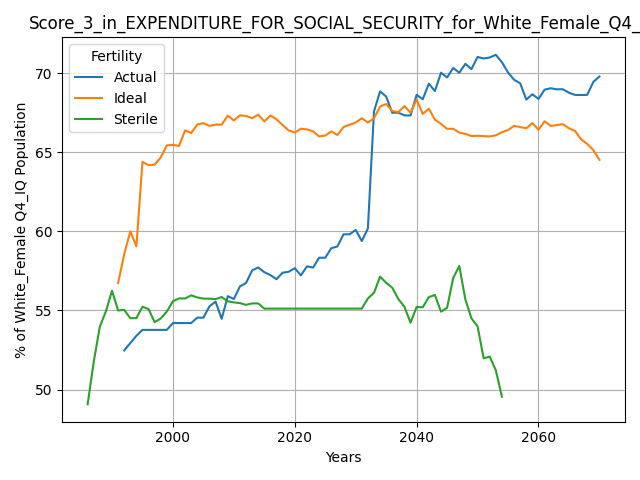 Score_3_in_EXPENDITURE_FOR_SOCIAL_SECURITY_for_White_Female_Q4_
Fertility
Actual
Ideal
Sterile
% of White_Female Q4_IQ Population
70
65
60
55
50
2000
2020
2040
2060
Years